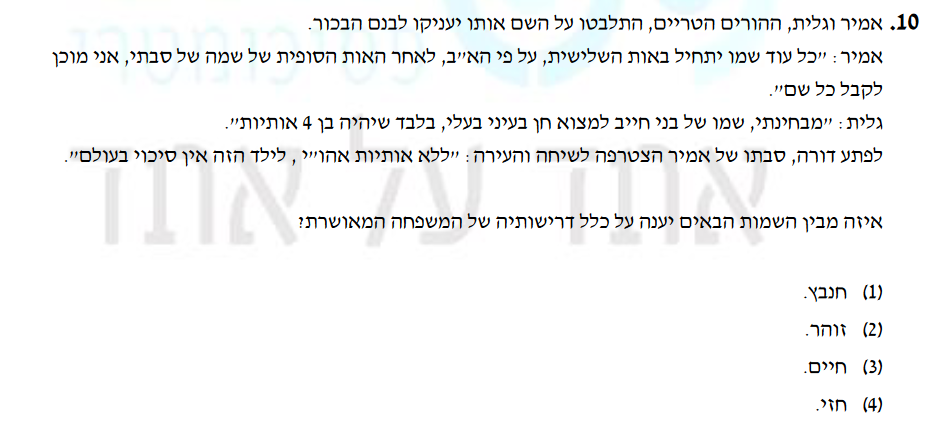 10. אמיר וגלית, ההורים הטריים, התלבטו על השם אותו יעניקו לבנם הבכור.
אמיר: "כל עוד שמו יתחיל באות השלישית, על פי הא"ב, לאחר האות הסופית של שמה של סבתי, אני מוכן
לקבל כל שם".
גלית: "מבחינתי, שמו של בני חייב למצוא חן בעיני בעלי, בלבד שיהיה בן 4 אותיות".
לפתע דורה, סבתו של אמיר הצטרפה לשיחה והעירה: "ללא אותיות אהו"י, לילד הזה אין סיכוי בעולם".
איזה מבין השמות הבאים יענה על כלל דרישותיה של המשפחה המאושרת?
(1) חנבץ.
(2) זוהר.
(3) חיים.
(4) חזי.
אחד על אחד